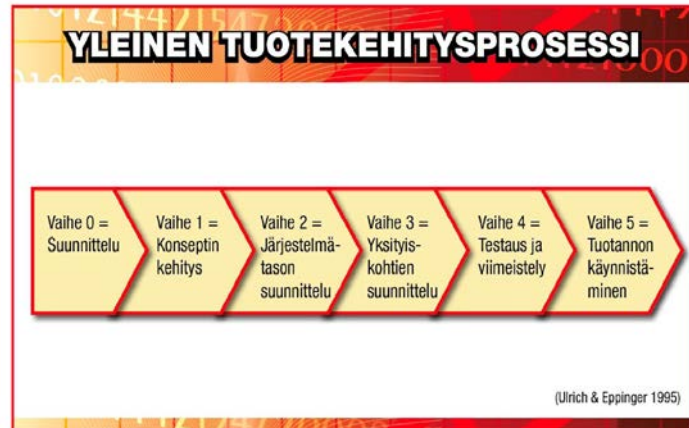 YLEINEN TUOTEKEHITYSPROSESSI
Vaihe 0 =
Suunnittelu
Vaihe 1 =
Konseptin
kehitys
Vaihe 2 =
Järjestelmä-
tason
suunnittelu
Vaihe 3 =
Yksityis-
kohtien
suunnittelu
Vaihe 4 =
Testaus ja
viimeistely
Vaihe 5 =
Tuotannon
käynnistä-
minen
(Ulrich & Eppinger 1995)